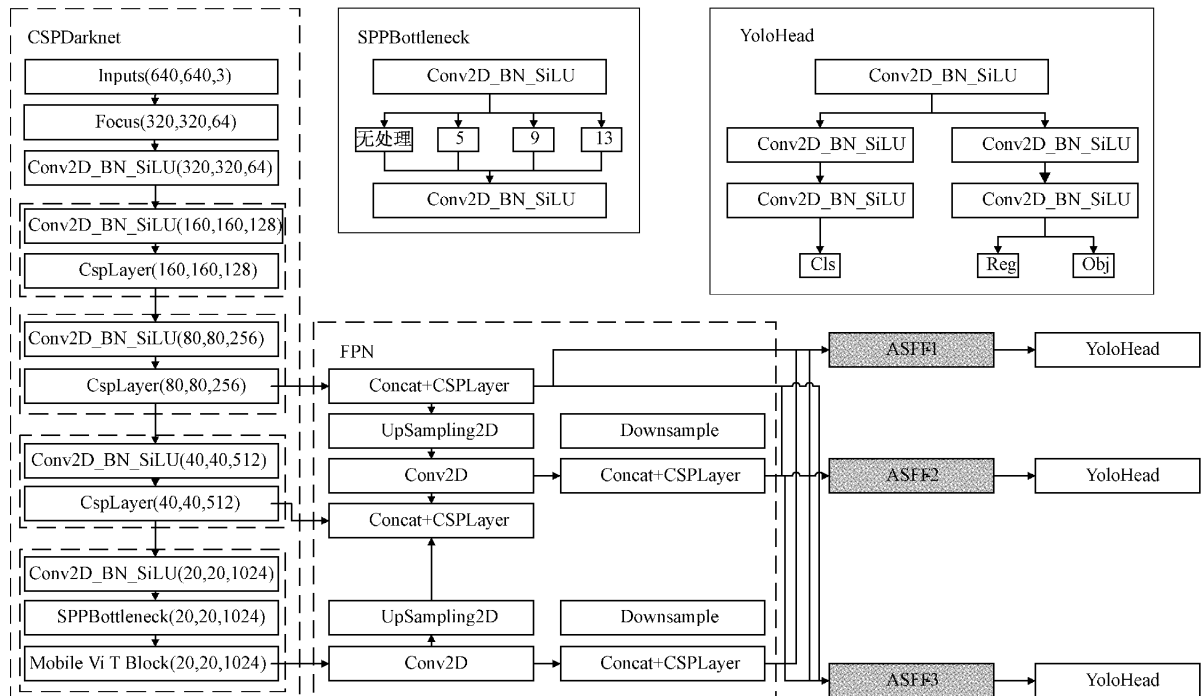 CSPDarknet
Inputs(640,640,3)
Focus(320,320,64)
Conv2D_BN_SiLU(320,320,64)
Conv2D_BN_SiLU(160,160,128)
CspLayer(160,160,128)
Conv2D_BN_SiLU(80,80,256)
CspLayer(80,80,256)
Conv2D_BN_SiLU(40,40,512)
CspLayer(40,40,512)
Conv2D_BN_SiLU(20,20,1024)
SPPBottleneck(20,20,1024)
Mobile Vi T Block(20,20,1024)
SPPBottleneck
Conv2D_BN_SiLU
无处理 5 9 13
Conv2D_BN_SiLU
YoloHead
Conv2D_BN_SiLU
Conv2D_BN_SiLU Conv2D_BN_SiLU
Conv2D_BN_SiLU Conv2D_BN_SiLU
Cls Reg Obj
FPN
Concat+CSPLayer
UpSampling2D Downsample
Conv2D Concat+CSPLayer
Concat+CSPLayer
UpSampling2D Downsample
Conv2D Concat+CSPLayer
ASFF1 YoloHead
ASFF2 YoloHead
ASFF3 YoloHead